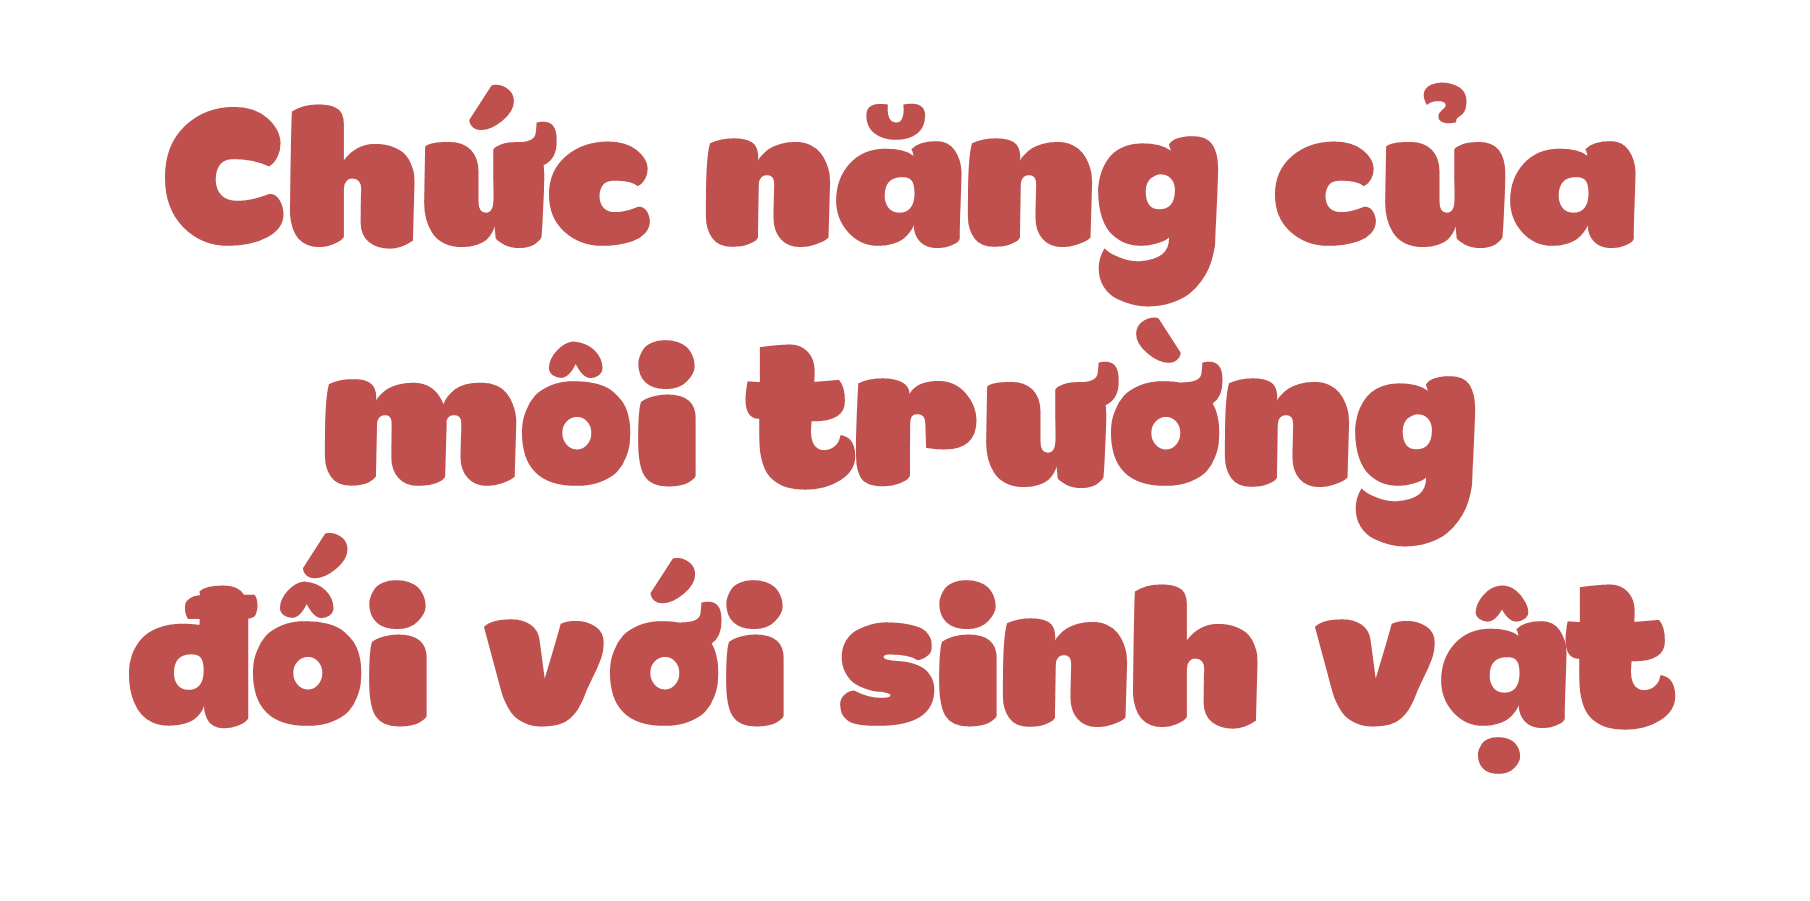 Chức năng của
môi trường
đối với sinh vật